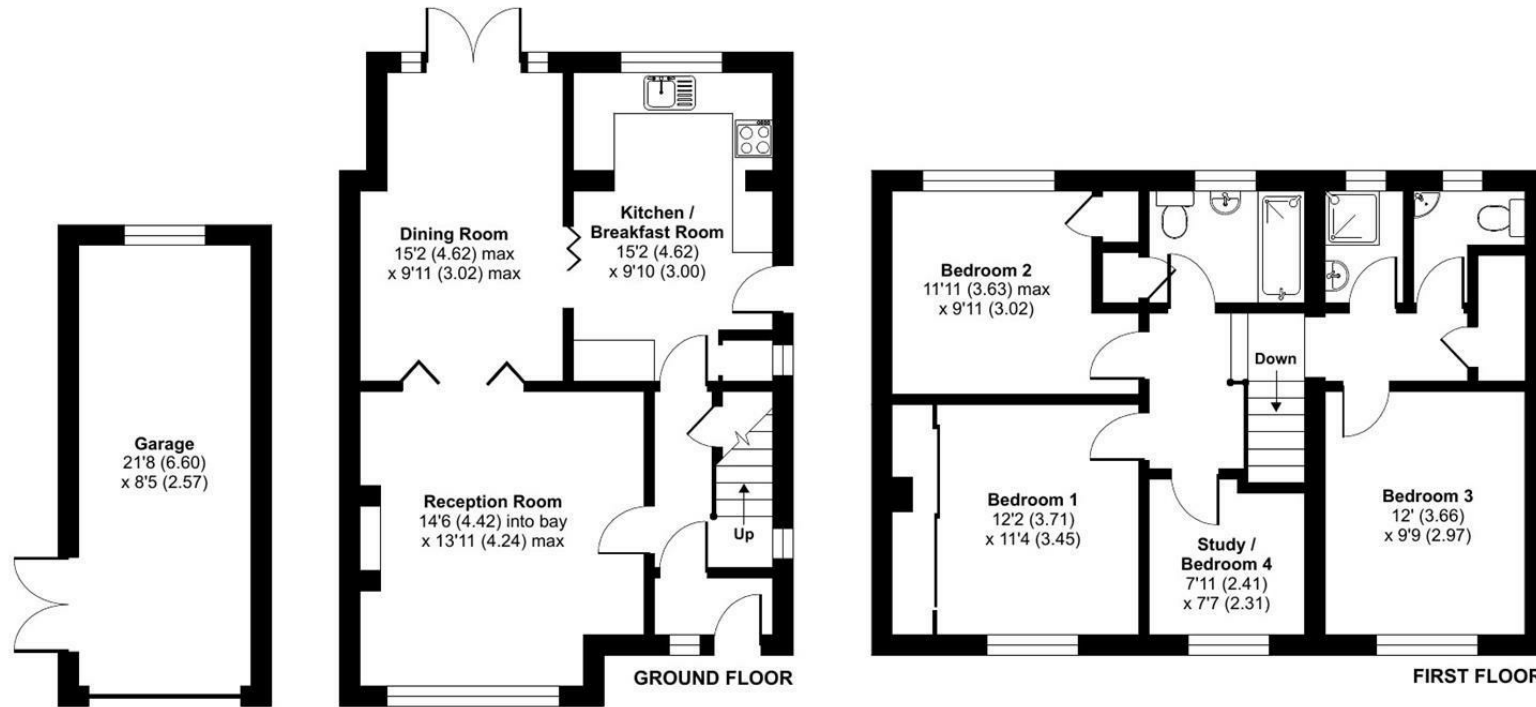 Garage
21'8 (6.60)
x 8'5 (2.57)
Dining Room
15'2 (4.62) max
x 9'11 (3.02) max
Kitchen /
Breakfast Room
15'2 (4.62)
x 9'10 (3.00)
Reception Room
14'6 (4.42) into bay
x 13'11 (4.24) max
Up
GROUND FLOOR
Bedroom 2
11'11 (3.63) max
x 9'11 (3.02)
Down
Bedroom 1
12'2 (3.71)
x 11'4 (3.45)
Study /
Bedroom 4
7'11 (2.41)
x 7'7 (2.31)
Bedroom 3
12' (3.66)
x 9'9 (2.97)
FIRST FLOOR